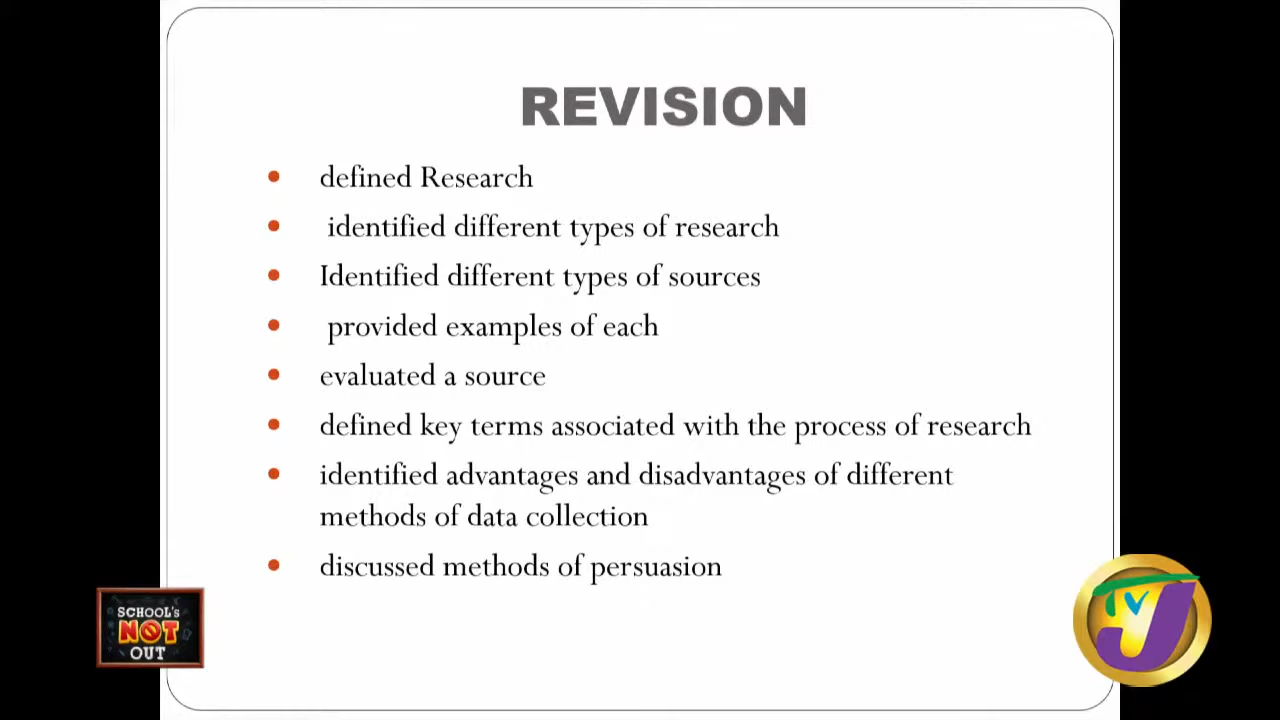 REVISION
• defined Research
• identified different types of research
• Identified different types of sources
• provided examples of each
• evaluated a source
• defined key terms associated with the process of research
• identified advantages and disadvantages of different
methods of data collection
• discussed methods of persuasion
SCHOOL'S
NOT
OUT
TVJ